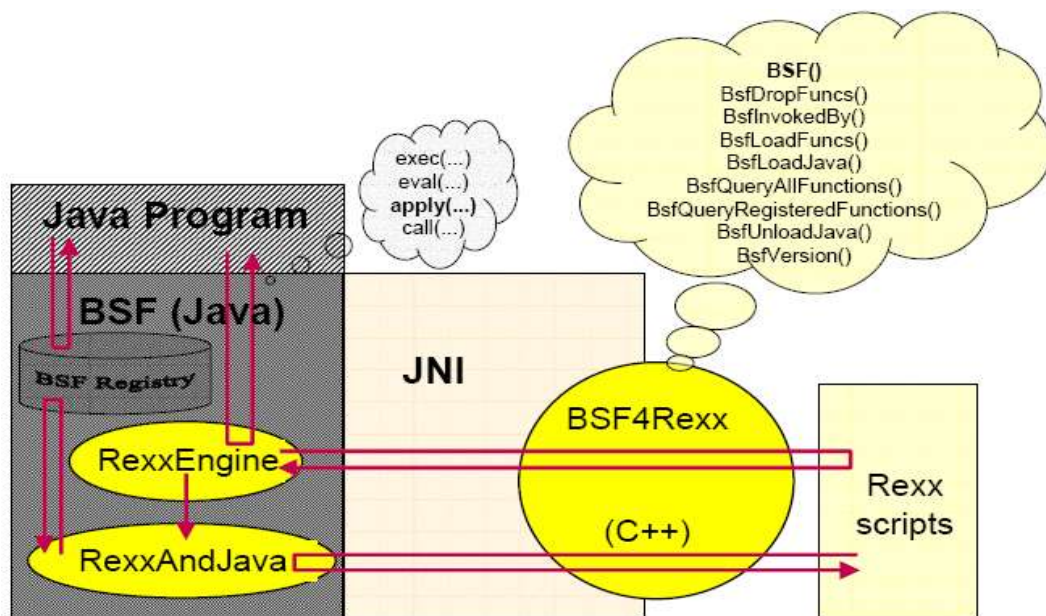 BSF()
BsfDropFuncs()
BsfInvokedBy()
BsfLoadFuncs()
BsfLoadJava()
BsfQueryAllFunctions()
BsfQueryRegisteredFunctions()
BsfUnloadJava()
BsfVersion()
exec(...)
eval(...)
apply(...)
call(...)
Java Program
BSF (Java)
BSF Registry
JNI
RexxEngine
RexxAndJava
BSF4Rexx
(C++)
Rexx
scripts